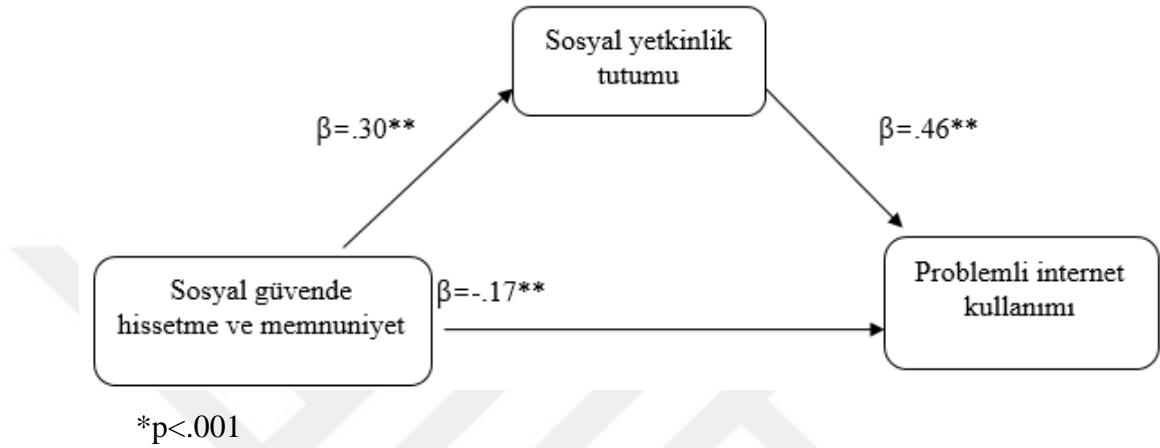 Sosyal yetkinlik
tutumu
β=.30**
β=.46**
Sosyal güvende
hissetme ve memnuniyet
β=-.17**
Problemli internet
kullanımı
*p<.001